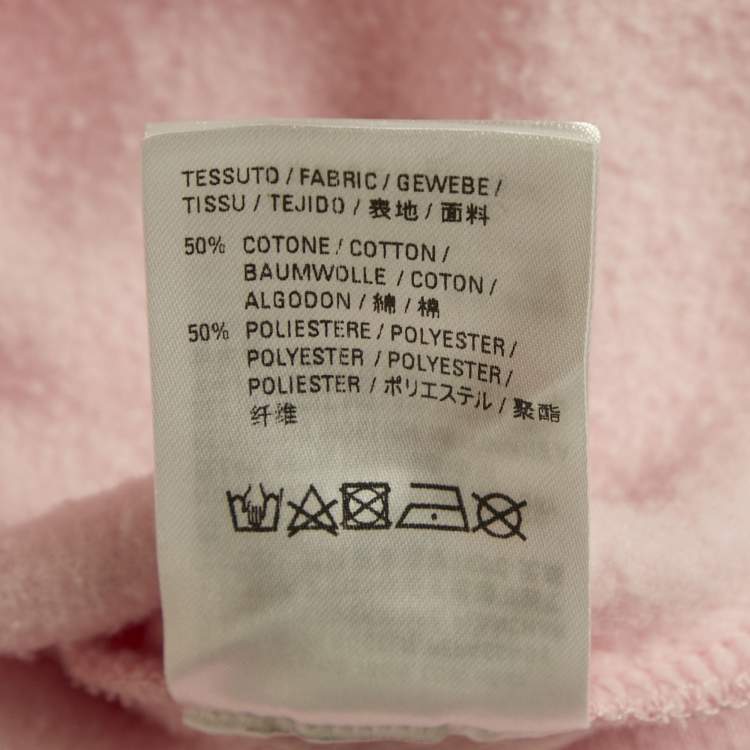 TESSUTO / FABRIC / GEWEBE /
TISSU / TEJIDO / 表地 / 面料
50% COTONE / COTTON /
BAUMWOLLE / COTON /
ALGODON / 綿 / 棉
50% POLIESTERE / POLYESTER /
POLYESTER / POLYESTER /
POLIESTER / ポリエステル / 聚酯
纤维